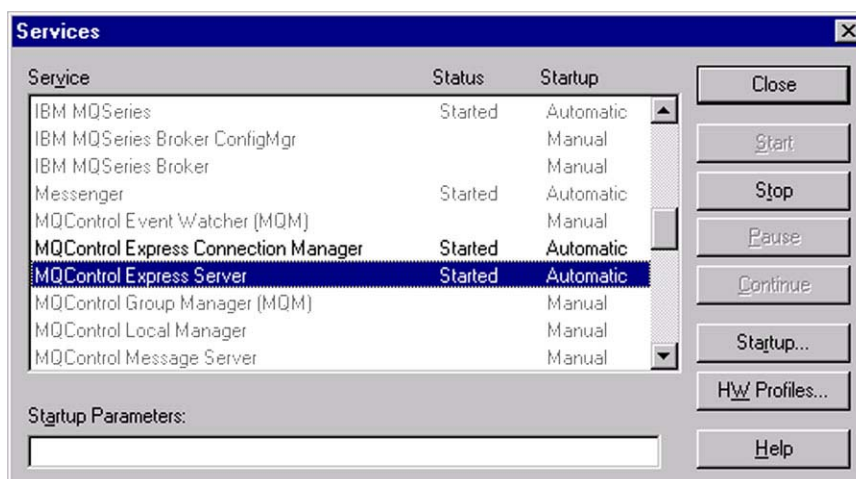 Services
Service Status Startup
IBM MQSeries Started Automatic
IBM MQSeries Broker ConfigMgr Manual
IBM MQSeries Broker Manual
Messenger Started Automatic
MQControl Event Watcher (MQM) Manual
MQControl Express Connection Manager Started Automatic
MQControl Express Server Started Automatic
MQControl Group Manager (MQM) Manual
MQControl Local Manager Manual
MQControl Message Server Manual
Startup Parameters:
Close
Start
Stop
Pause
Continue
Startup...
HW Profiles...
Help